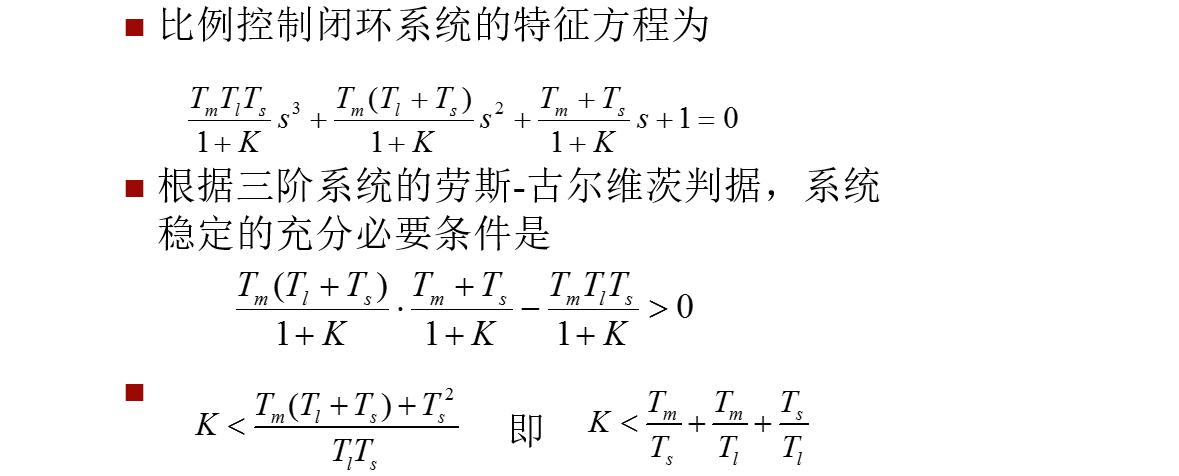 ■ 比例控制闭环系统的特征方程为
$\frac{T_m T_l T_s}{1+K} s^3 + \frac{T_m (T_l + T_s)}{1+K} s^2 + \frac{T_m + T_s}{1+K} s + 1 = 0$
■ 根据三阶系统的劳斯-古尔维茨判据，系统
稳定的充分必要条件是
$\frac{T_m (T_l + T_s)}{1+K} \cdot \frac{T_m + T_s}{1+K} - \frac{T_m T_l T_s}{1+K} > 0$
■ $K < \frac{T_m (T_l + T_s) + T_s^2}{T_l T_s}$ 即 $K < \frac{T_m}{T_s} + \frac{T_m}{T_l} + \frac{T_s}{T_l}$